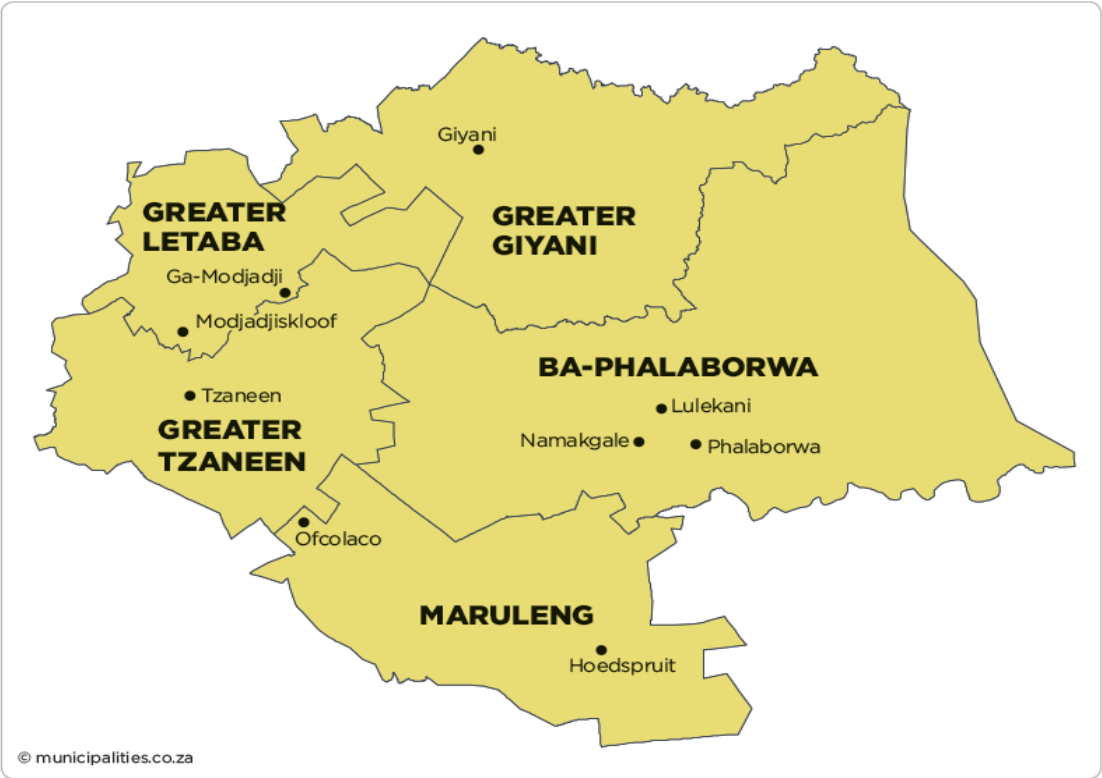 Giyani
GREATER
LETABA
GREATER
GIYANI
Ga-Modjadji
Modjadjiskloof
BA-PHALABORWA
Tzaneen
Lulekani
GREATER
TZANEEN
Namakgale
Phalaborwa
Ofcolaco
MARULENG
Hoedspruit
© municipalities.co.za